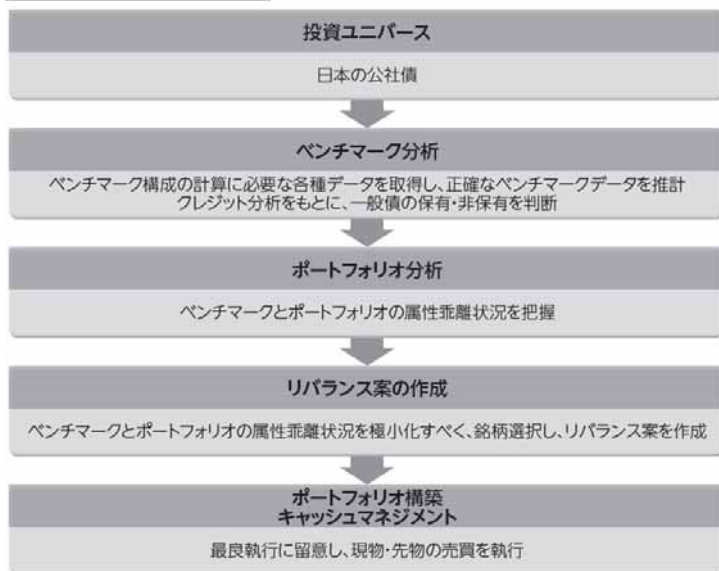 投資ユニバース
日本の公社債
ベンチマーク分析
ベンチマーク構成の計算に必要な各種データを取得し、正確なベンチマークデータを推計
クレジット分析をもとに、一般債の保有・非保有を判断
ポートフォリオ分析
ベンチマークとポートフォリオの属性乖離状況を把握
リバランス案の作成
ベンチマークとポートフォリオの属性乖離状況を極小化すべく、銘柄選択し、リバランス案を作成
ポートフォリオ構築
キャッシュマネジメント
最良執行に留意し、現物・先物の売買を執行